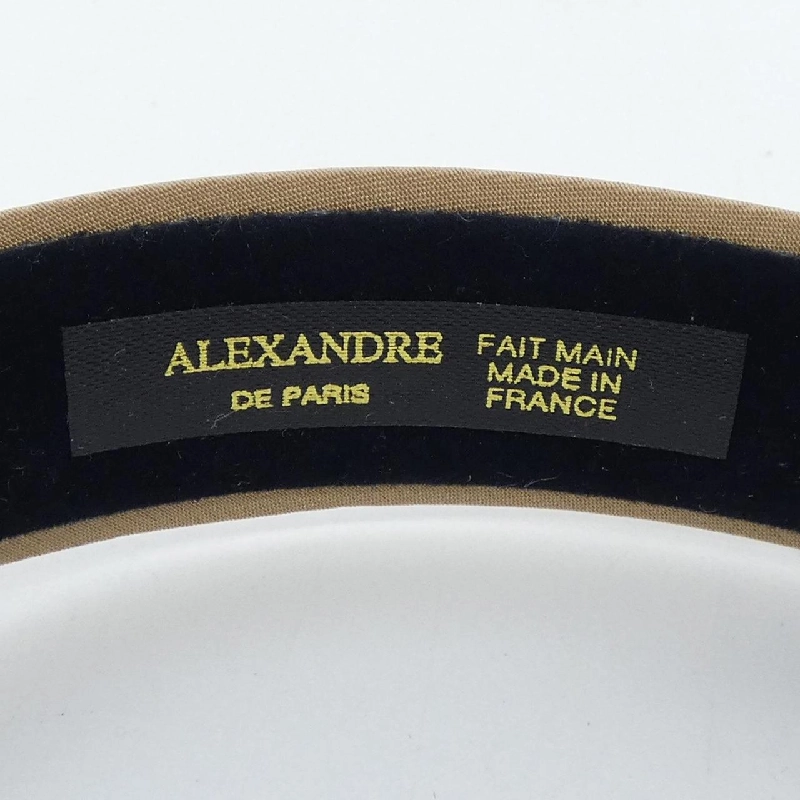 ALEXANDRE
DE PARIS
FAIT MAIN
MADE IN
FRANCE